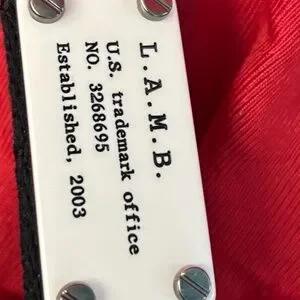 L.A.M.B.
U.S. trademark office
NO. 3268695
Established, 2003